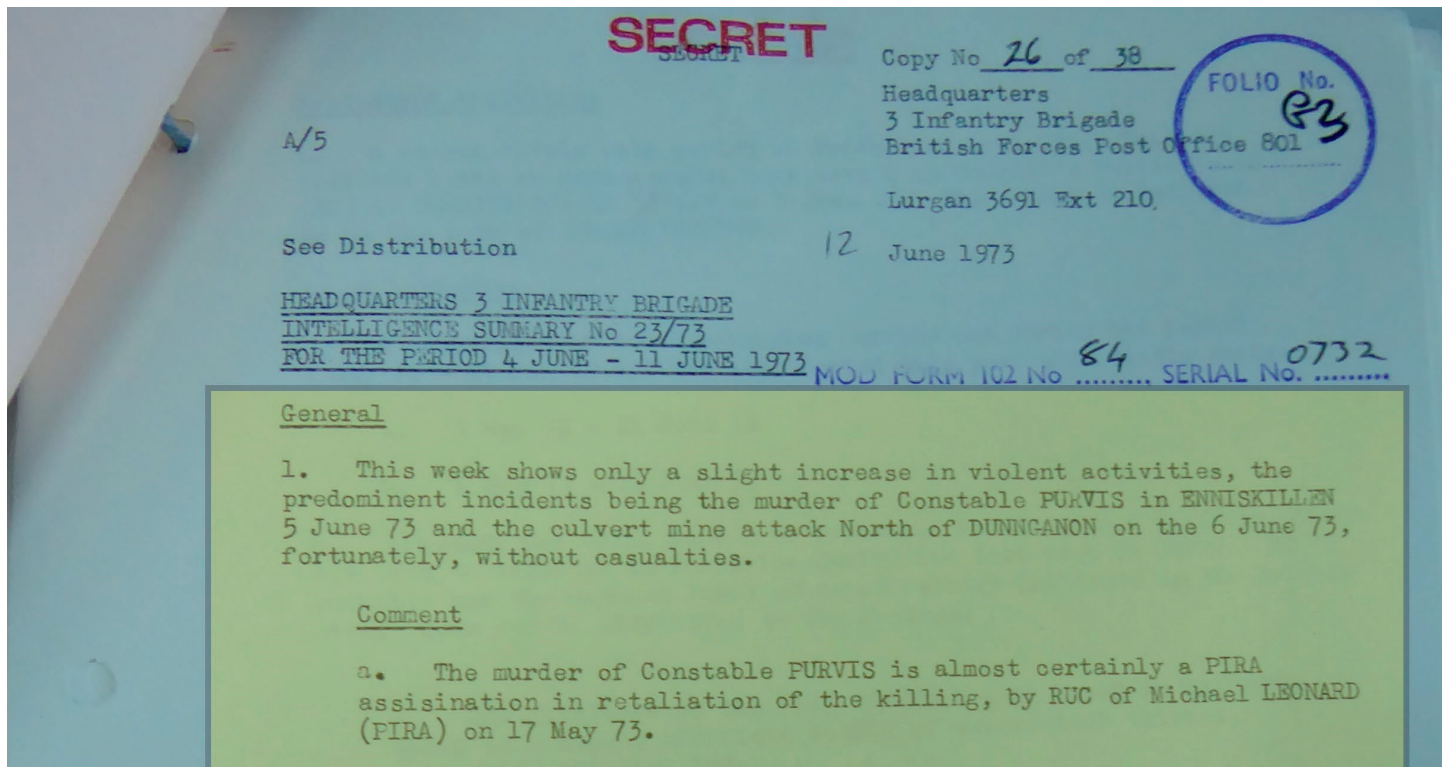 SECRET
SECRET
Copy No 26 of 38
FOLIO No.
Headquarters
3 Infantry Brigade
A/5
British Forces Post Office 801
Lurgan 3691 Ext 210
See Distribution
12 June 1973
HEADQUARTERS 3 INFANTRY BRIGADE
INTELLIGENCE SUMMARY No 23/73
FOR THE PERIOD 4 JUNE - 11 JUNE 1973
MOD FORM 102 No 84 SERIAL No. 0732
General
1. This week shows only a slight increase in violent activities, the
predominent incidents being the murder of Constable PURVIS in ENNISKILLEN
5 June 73 and the culvert mine attack North of DUNNGANON on the 6 June 73,
fortunately, without casualties.
Comment
a. The murder of Constable PURVIS is almost certainly a PIRA
assisination in retaliation of the killing, by RUC of Michael LEONARD
(PIRA) on 17 May 73.